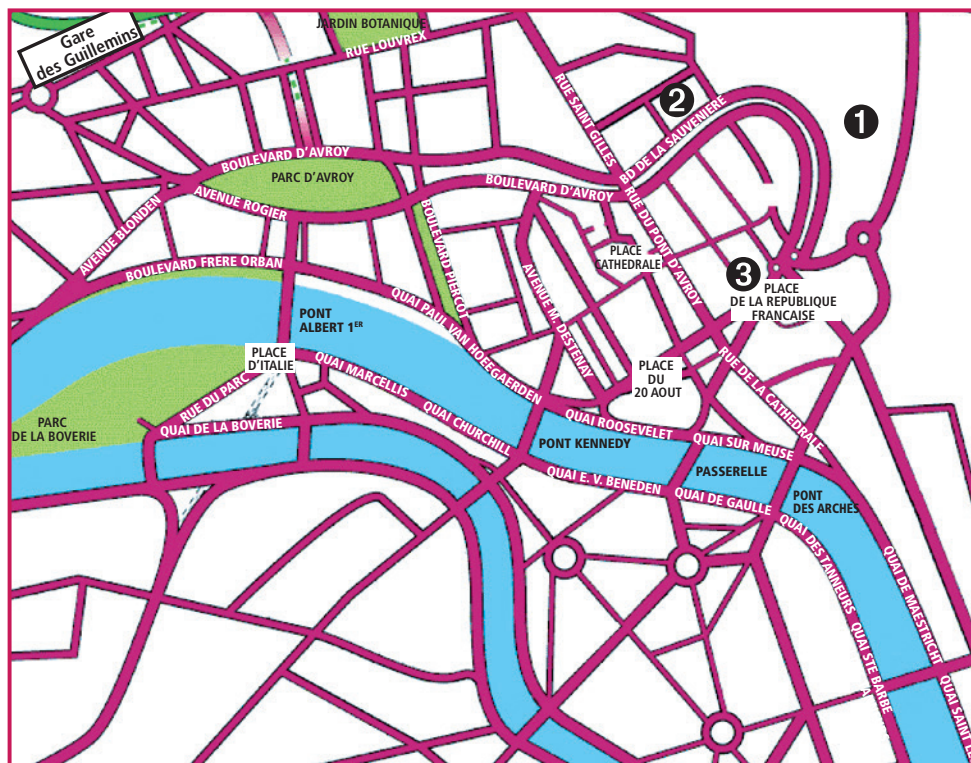 JARDIN BOTANIQUE
Gare
des Guillemins
RUE LOUVREX
RUE SAINT GILLES
❷
❶
BD DE LA SAUVENIERE
BOULEVARD D'AVROY
PARC D'AVROY
BOULEVARD D'AVROY
AVENUE ROGIER
AVENUE BLONDEN
BOULEVARD PIERCOT
RUE DU PONT D'AVROY
PLACE
CATHEDRALE
❸
PLACE
DE LA REPUBLIQUE
FRANCAISE
BOULEVARD FRERE ORBAN
QUAI PAUL VAN HOEEGAERDEN
AVENUE M. DESTENAY
PONT
ALBERT 1ER
PLACE
D'ITALIE
QUAI MARCELLIS
PLACE
DU
20 AOUT
RUE DE LA CATHEDRALE
RUE DU PARC
PARC
DE LA BOVERIE
QUAI DE LA BOVERIE
QUAI CHURCHILL
QUAI ROOSEVELET
QUAI SUR MEUSE
PONT KENNEDY
PASSERELLE
QUAI E. V. BENEDEN
QUAI DE GAULLE
PONT
DES ARCHES
QUAI DES TANNEURS
QUAI DE MAESTRICHT
QUAI STE BARBE